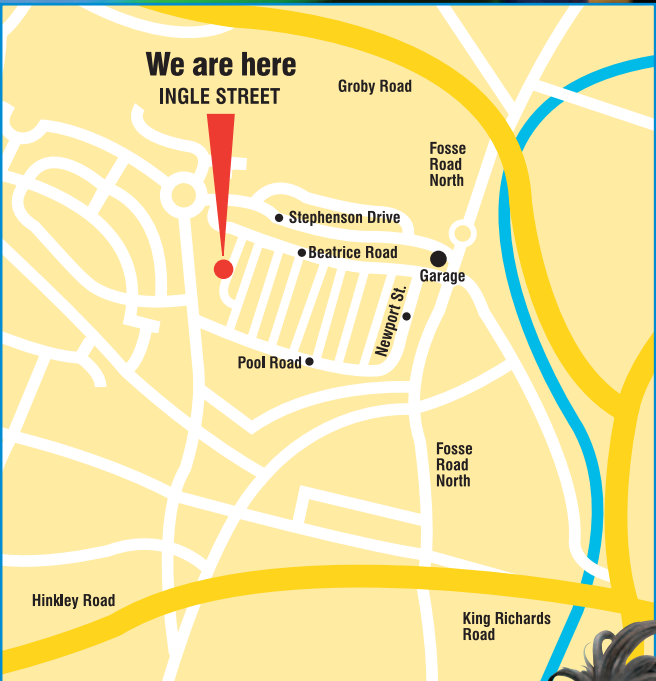 We are here
INGLE STREET
Groby Road
Fosse
Road
North
Stephenson Drive
Beatrice Road
Garage
Newport St.
Pool Road
Fosse
Road
North
Hinkley Road
King Richards
Road